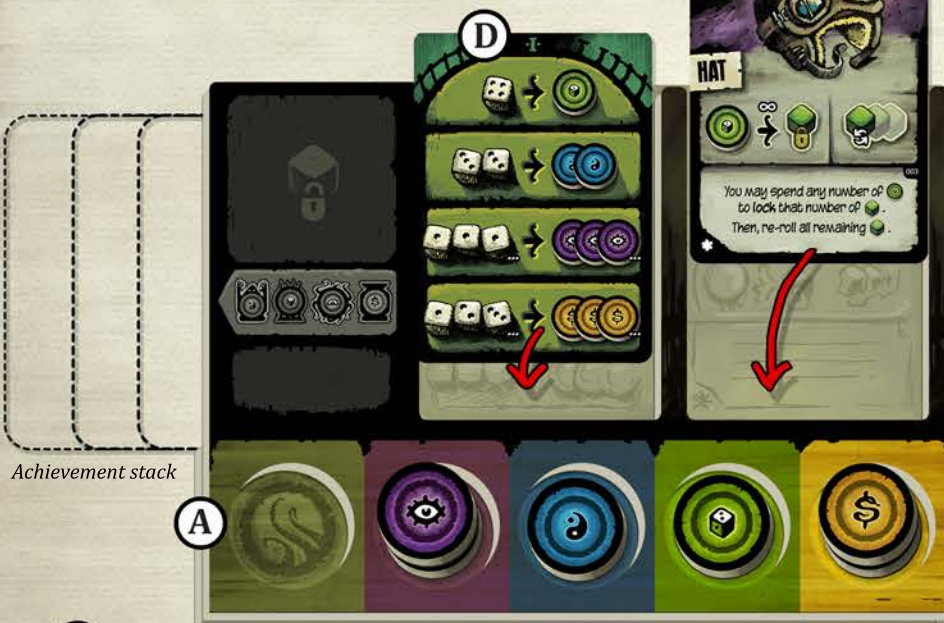 D
·I·
HAT
∞
003
You may spend any number of
to lock that number of .
Then, re-roll all remaining .
*
...
...
...
...
Achievement stack
A
$